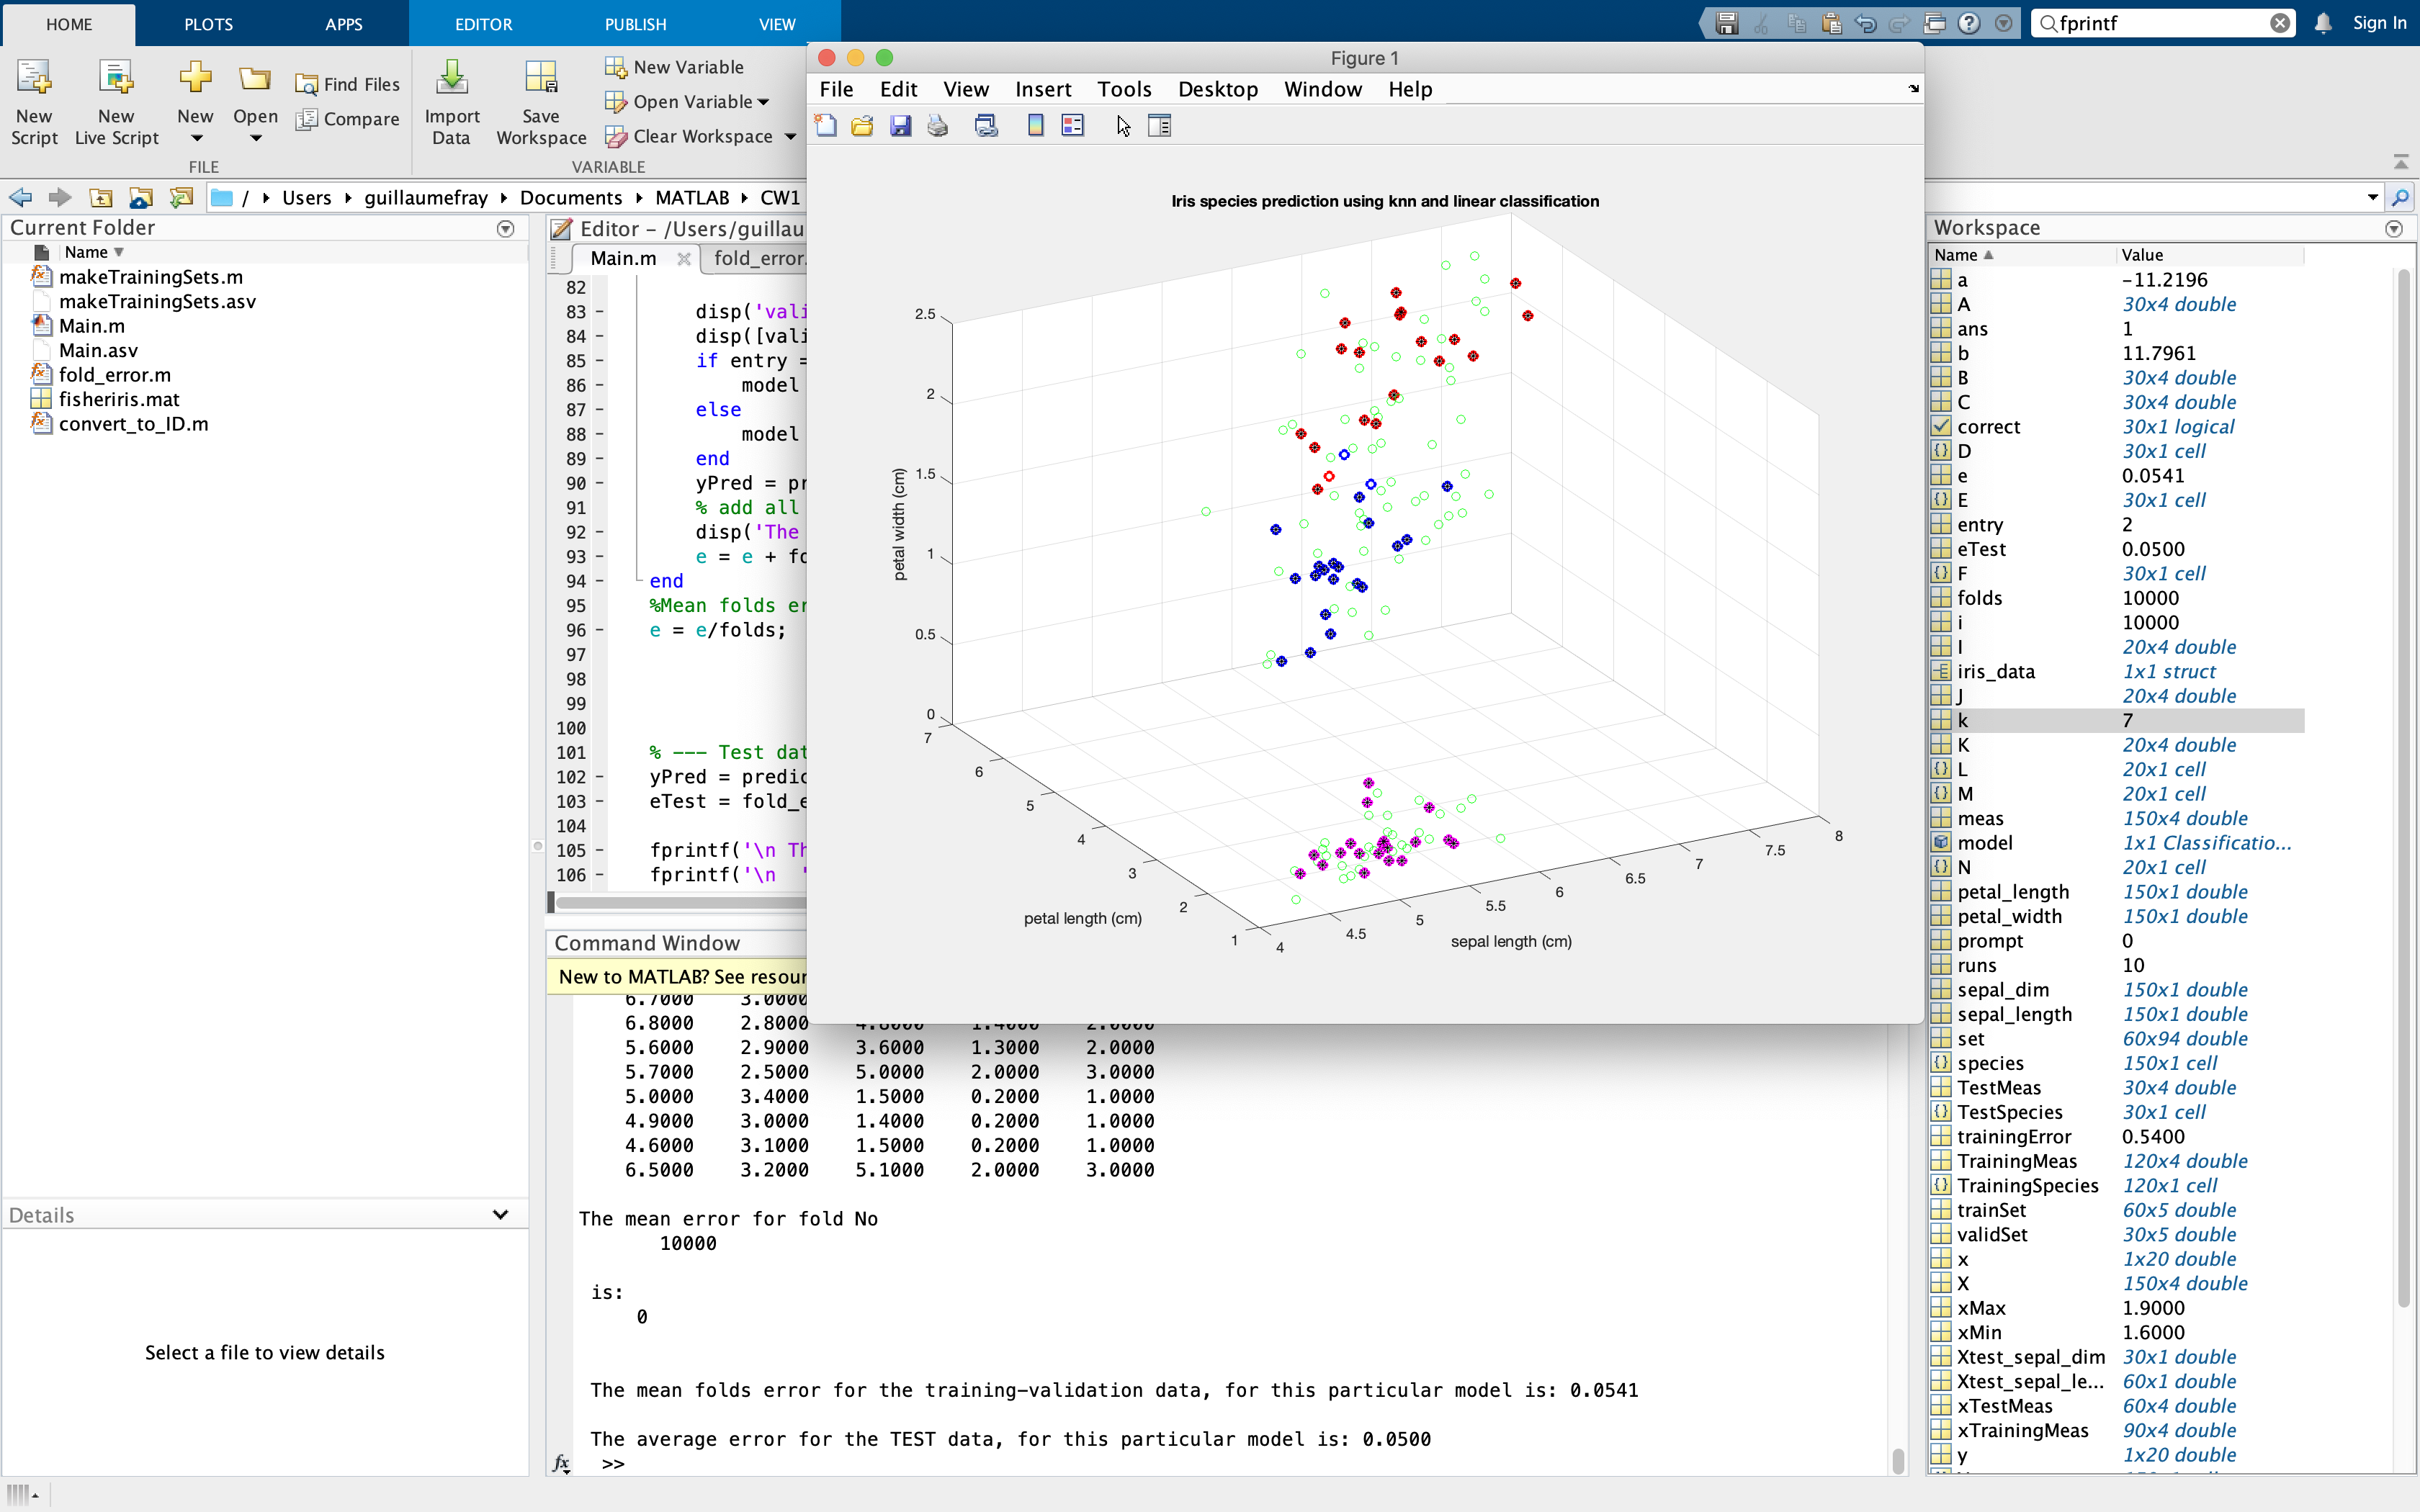 HOME PLOTS APPS EDITOR PUBLISH VIEW fprintf Sign In
New Script
New Live Script
New
Open
Find Files
Compare
Import Data
Save Workspace
New Variable
Open Variable
Clear Workspace
FILE VARIABLE
/ Users guillaumefray Documents MATLAB CW1
Current Folder
Name
makeTrainingSets.m
makeTrainingSets.asv
Main.m
Main.asv
fold_error.m
fisheriris.mat
convert_to_ID.m
Details
Select a file to view details
Editor – /Users/guillau
Main.m fold_error.
82
83 – disp('vali
84 – disp([vali
85 – if entry =
86 – model
87 – else
88 – model
89 – end
90 – yPred = pr
91 % add all
92 – disp('The
93 – e = e + fo
94 – end
95 %Mean folds er
96 – e = e/folds;
97
98
99
100
101 % --- Test dat
102 – yPred = predic
103 – eTest = fold_e
104
105 – fprintf('\n Th
106 – fprintf('\n '
Command Window
New to MATLAB? See resour
6.7000 3.0000
6.8000 2.8000 4.8000 1.4000 2.0000
5.6000 2.9000 3.6000 1.3000 2.0000
5.7000 2.5000 5.0000 2.0000 3.0000
5.0000 3.4000 1.5000 0.2000 1.0000
4.9000 3.0000 1.4000 0.2000 1.0000
4.6000 3.1000 1.5000 0.2000 1.0000
6.5000 3.2000 5.1000 2.0000 3.0000
The mean error for fold No
10000
is:
0
The mean folds error for the training-validation data, for this particular model is: 0.0541
The average error for the TEST data, for this particular model is: 0.0500
fx >>
Figure 1
File Edit View Insert Tools Desktop Window Help
Iris species prediction using knn and linear classification
petal width (cm)
2.5
2
1.5
1
0.5
0
7
6
5
4
3
2
1
petal length (cm)
4
4.5
5
5.5
6
6.5
7
7.5
8
sepal length (cm)
Workspace
Name Value
a -11.2196
A 30x4 double
ans 1
b 11.7961
B 30x4 double
C 30x4 double
correct 30x1 logical
D 30x1 cell
e 0.0541
E 30x1 cell
entry 2
eTest 0.0500
F 30x1 cell
folds 10000
i 10000
I 20x4 double
iris_data 1x1 struct
J 20x4 double
k 7
K 20x4 double
L 20x1 cell
M 20x1 cell
meas 150x4 double
model 1x1 Classificatio...
N 20x1 cell
petal_length 150x1 double
petal_width 150x1 double
prompt 0
runs 10
sepal_dim 150x1 double
sepal_length 150x1 double
set 60x94 double
species 150x1 cell
TestMeas 30x4 double
TestSpecies 30x1 cell
trainingError 0.5400
TrainingMeas 120x4 double
TrainingSpecies 120x1 cell
trainSet 60x5 double
validSet 30x5 double
x 1x20 double
X 150x4 double
xMax 1.9000
xMin 1.6000
Xtest_sepal_dim 30x1 double
Xtest_sepal_le... 60x1 double
xTestMeas 60x4 double
xTrainingMeas 90x4 double
y 1x20 double